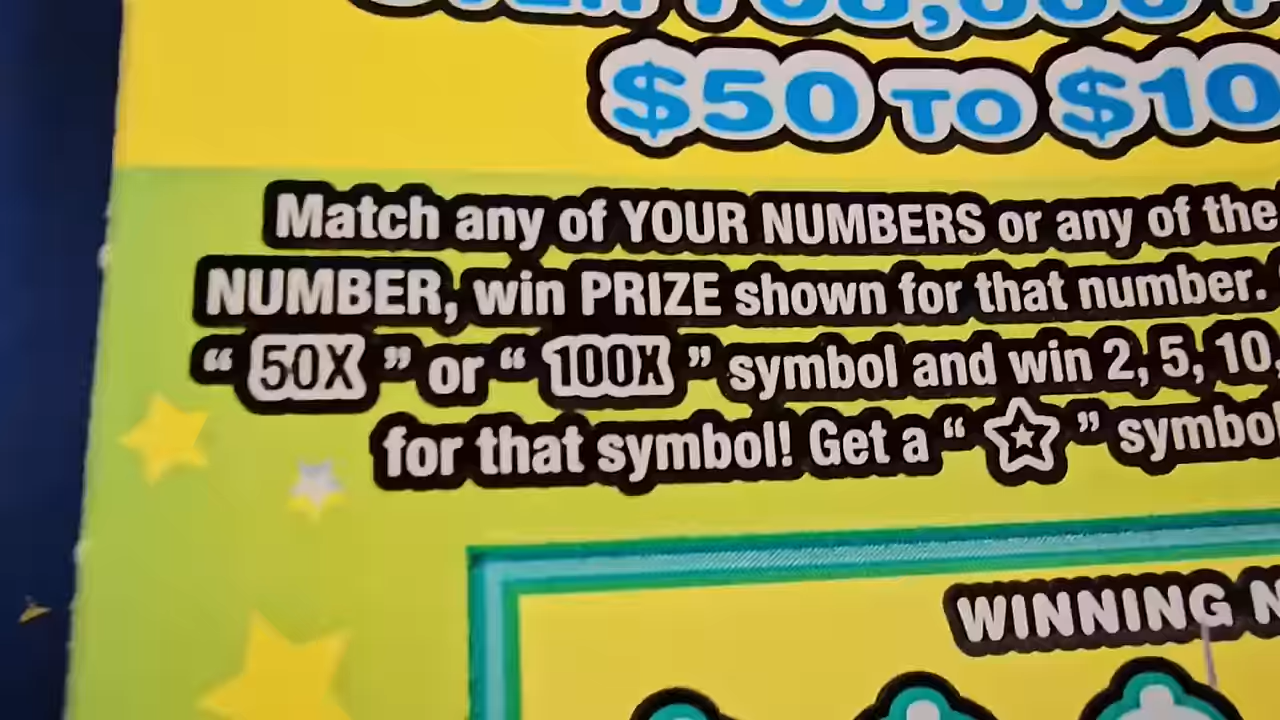 $50 TO $10
Match any of YOUR NUMBERS or any of the
NUMBER, win PRIZE shown for that number.
“ 50X ” or “ 100X ” symbol and win 2, 5, 10,
for that symbol! Get a “ ☆ ” symbol
WINNING N